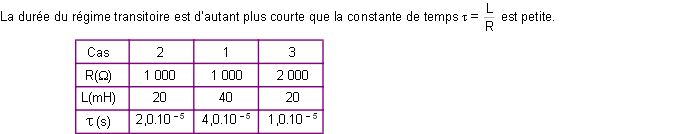 La durée du régime transitoire est d'autant plus courte que la constante de temps τ = L/R est petite.
Cas 2 1 3
R(Ω) 1 000 1 000 2 000
L(mH) 20 40 20
τ (s) 2,0.10⁻⁵ 4,0.10⁻⁵ 1,0.10⁻⁵